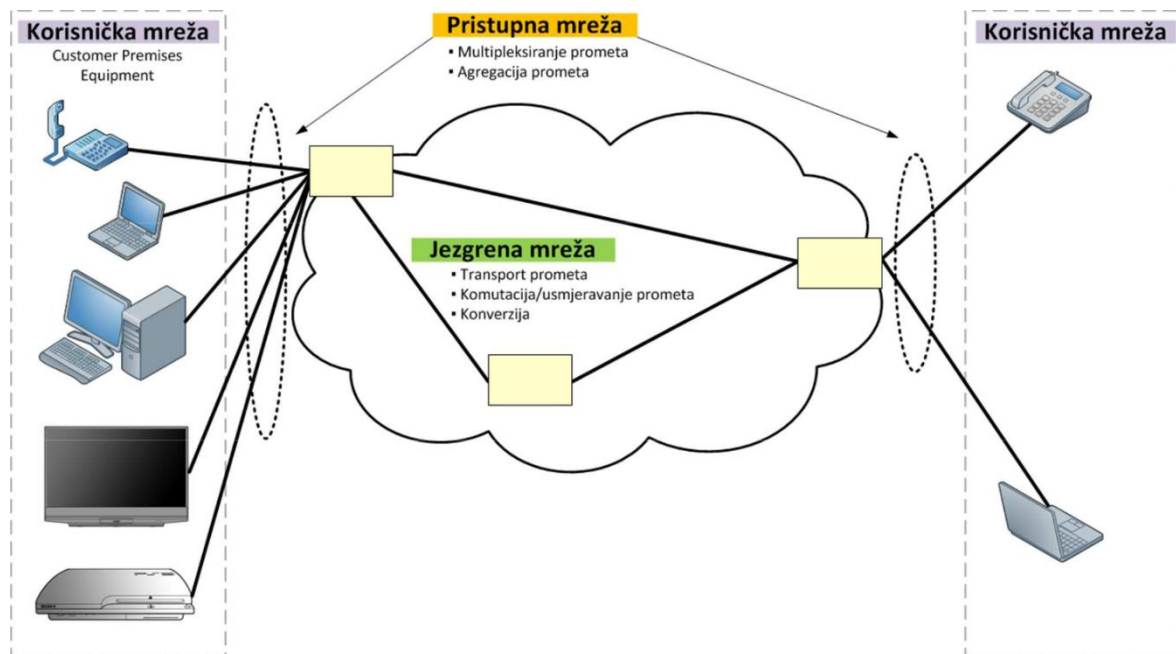 Korisnička mreža
Customer Premises
Equipment
Pristupna mreža
▪ Multipleksiranje prometa
▪ Agregacija prometa
Korisnička mreža
Jezgrena mreža
▪ Transport prometa
▪ Komutacija/usmjeravanje prometa
▪ Konverzija